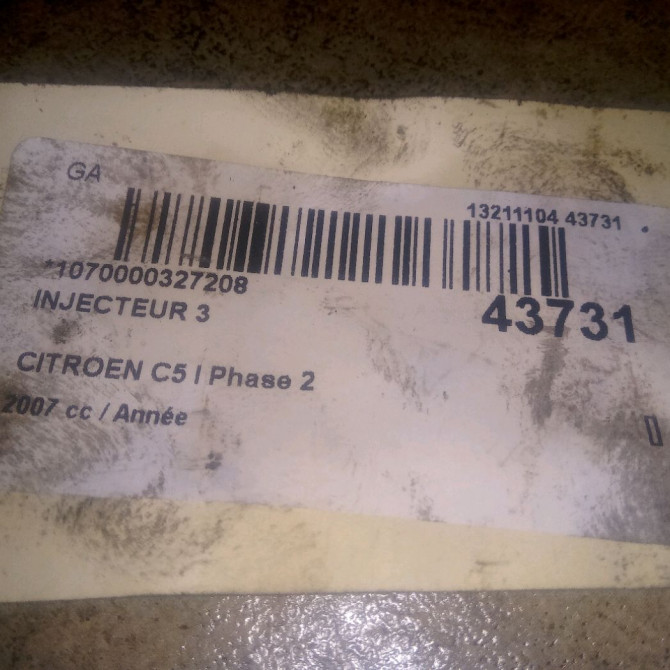 GA
13211104 43731
*1070000327208
43731
INJECTEUR 3
CITROEN C5 I Phase 2
2007 cc / Année